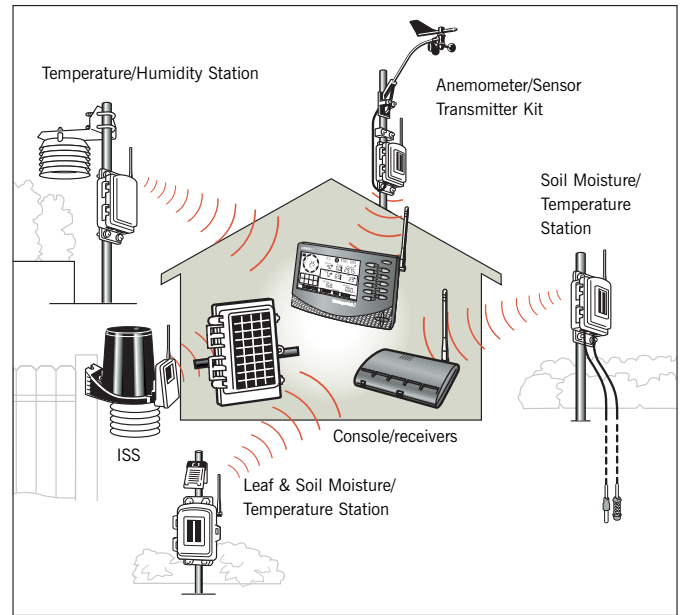 Temperature/Humidity Station
Anemometer/Sensor
Transmitter Kit
Soil Moisture/
Temperature
Station
ISS
Console/receivers
Leaf & Soil Moisture/
Temperature Station